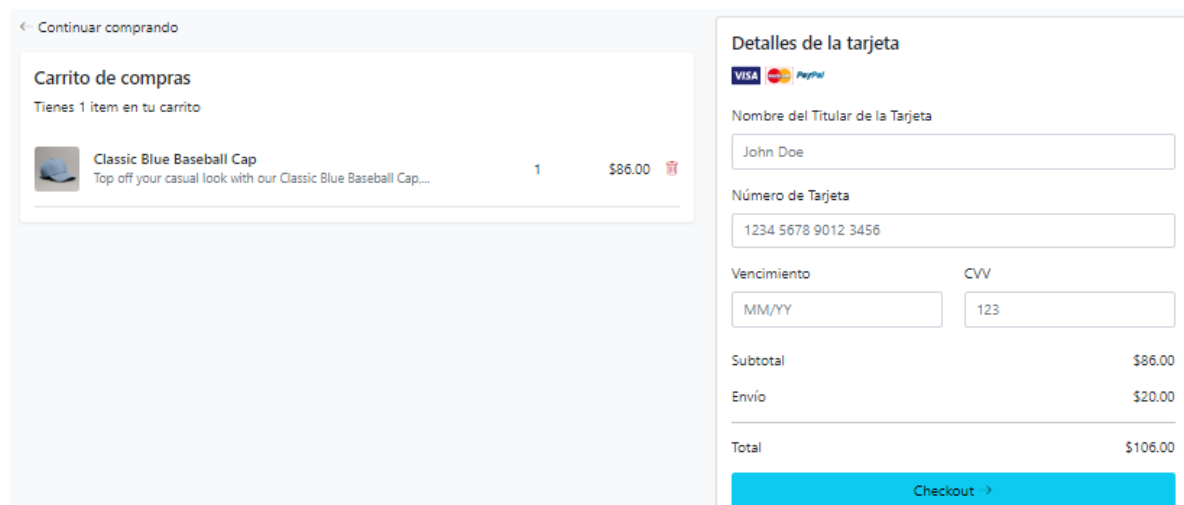 ← Continuar comprando
Carrito de compras
Tienes 1 item en tu carrito
Classic Blue Baseball Cap
Top off your casual look with our Classic Blue Baseball Cap,...
1
$86.00
Detalles de la tarjeta
VISA PayPal
Nombre del Titular de la Tarjeta
John Doe
Número de Tarjeta
1234 5678 9012 3456
Vencimiento CVV
MM/YY 123
Subtotal $86.00
Envío $20.00
Total $106.00
Checkout →